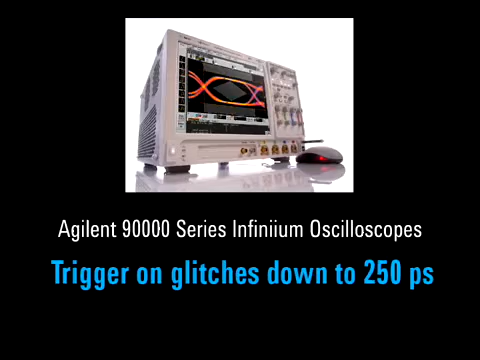 Agilent 90000 Series Infiniium Oscilloscopes
Trigger on glitches down to 250 ps